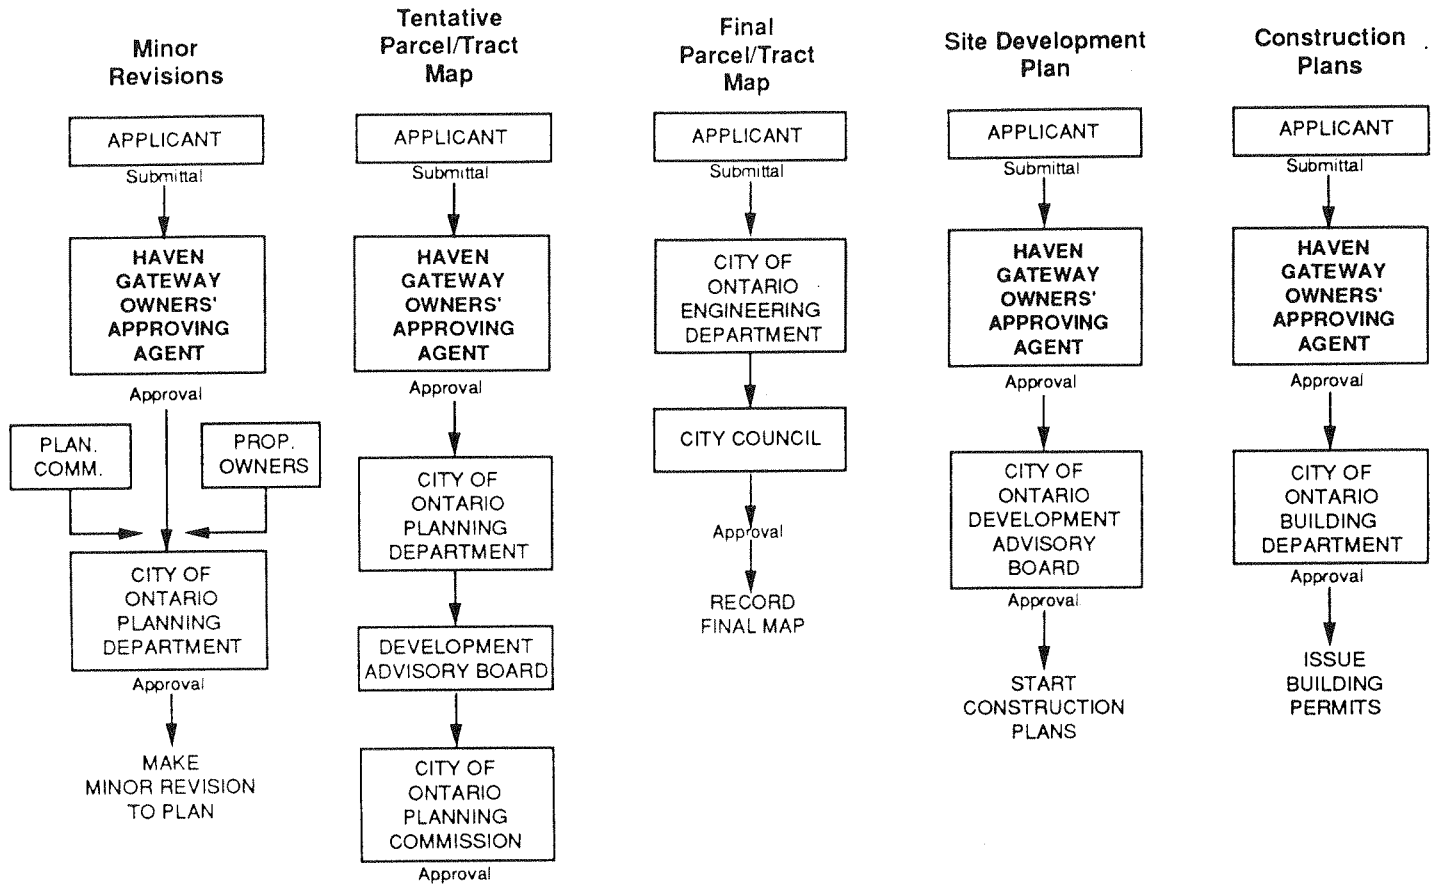 Minor
Revisions
APPLICANT
Submittal
HAVEN
GATEWAY
OWNERS'
APPROVING
AGENT
Approval
PLAN.
COMM.
PROP.
OWNERS
CITY OF
ONTARIO
PLANNING
DEPARTMENT
Approval
MAKE
MINOR REVISION
TO PLAN
Tentative
Parcel/Tract
Map
APPLICANT
Submittal
HAVEN
GATEWAY
OWNERS'
APPROVING
AGENT
Approval
CITY OF
ONTARIO
PLANNING
DEPARTMENT
DEVELOPMENT
ADVISORY BOARD
CITY OF
ONTARIO
PLANNING
COMMISSION
Approval
Final
Parcel/Tract
Map
APPLICANT
Submittal
CITY OF
ONTARIO
ENGINEERING
DEPARTMENT
CITY COUNCIL
Approval
RECORD
FINAL MAP
Site Development
Plan
APPLICANT
Submittal
HAVEN
GATEWAY
OWNERS'
APPROVING
AGENT
Approval
CITY OF
ONTARIO
DEVELOPMENT
ADVISORY
BOARD
Approval
START
CONSTRUCTION
PLANS
Construction
Plans
APPLICANT
Submittal
HAVEN
GATEWAY
OWNERS'
APPROVING
AGENT
Approval
CITY OF
ONTARIO
BUILDING
DEPARTMENT
Approval
ISSUE
BUILDING
PERMITS